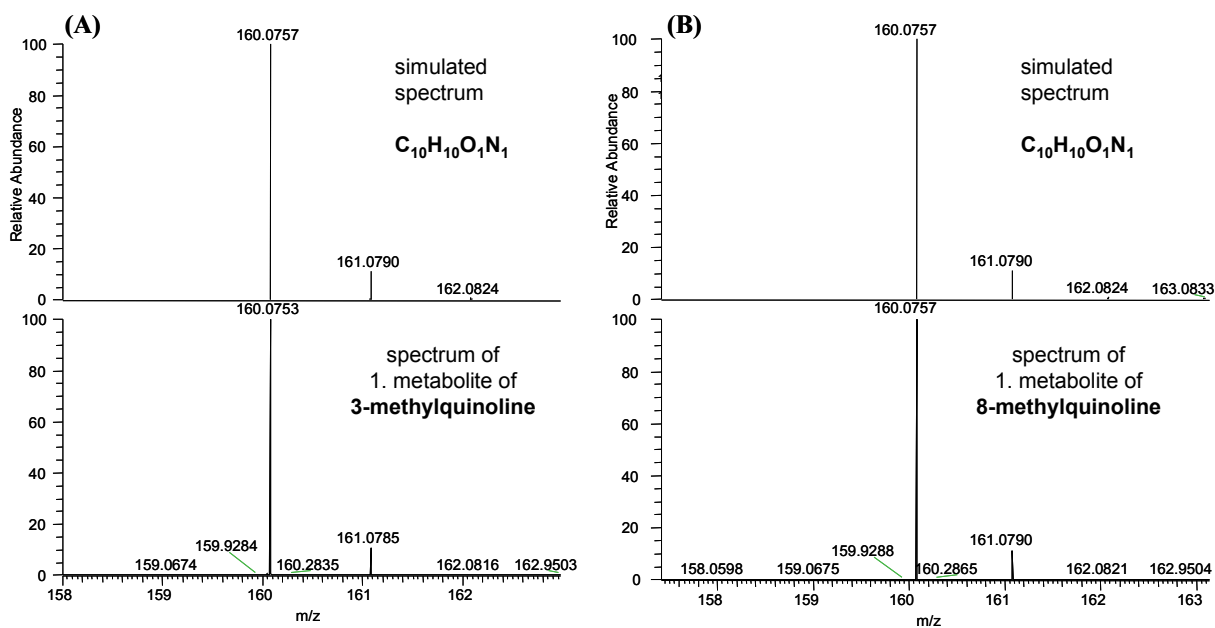 (A)
160.0757
100
80
60
40
20
0
Relative Abundance
simulated
spectrum
C₁₀H₁₀O₁N₁
161.0790
162.0824
160.0753
100
80
60
40
20
0
spectrum of
1. metabolite of
3-methylquinoline
159.0674
159.9284
160.2835
161.0785
162.0816
162.9503
158 159 160 161 162
m/z
(B)
160.0757
100
80
60
40
20
0
Relative Abundance
simulated
spectrum
C₁₀H₁₀O₁N₁
161.0790
162.0824
163.0833
160.0757
100
80
60
40
20
0
spectrum of
1. metabolite of
8-methylquinoline
158.0598
159.0675
159.9288
160.2865
161.0790
162.0821
162.9504
158 159 160 161 162 163
m/z